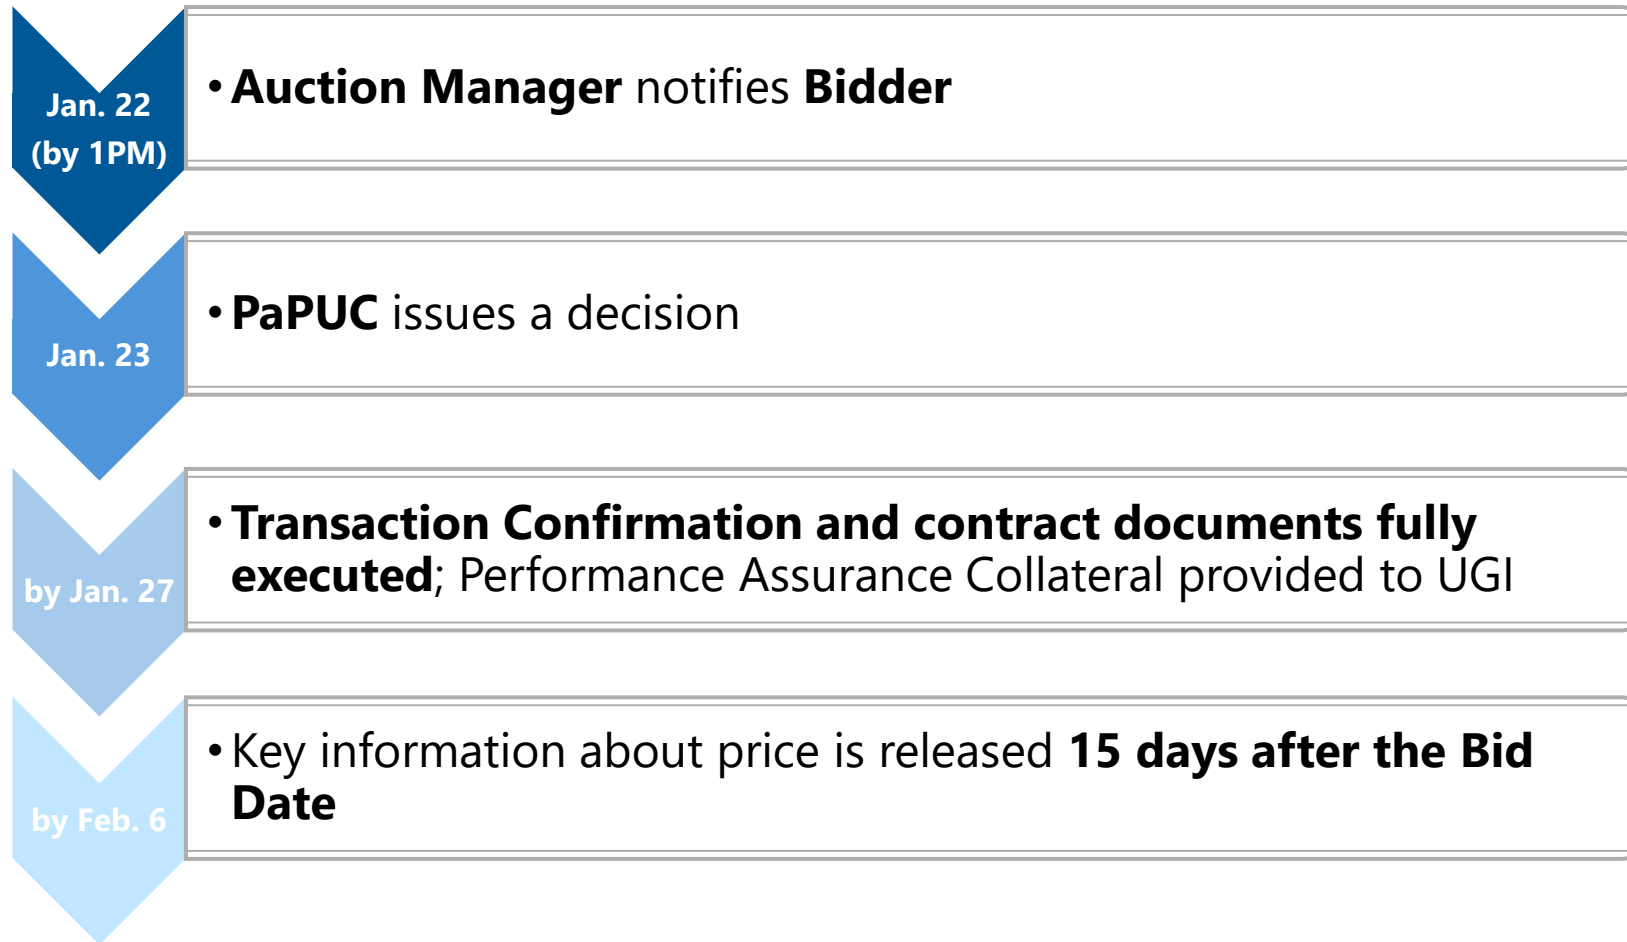 Jan. 22
(by 1PM)
• Auction Manager notifies Bidder
Jan. 23
• PaPUC issues a decision
by Jan. 27
• Transaction Confirmation and contract documents fully
executed; Performance Assurance Collateral provided to UGI
by Feb. 6
• Key information about price is released 15 days after the Bid
Date